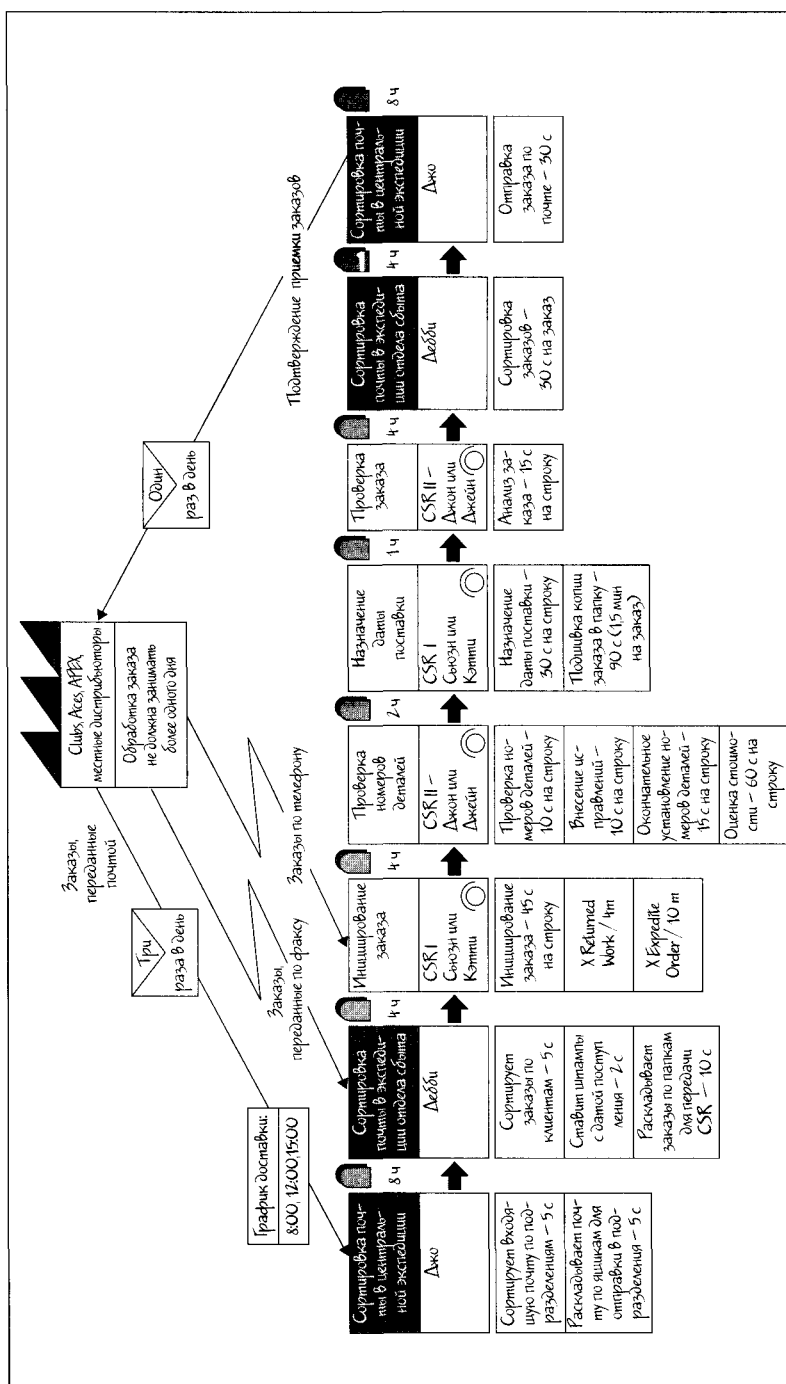 Clubs, Aces, APEX,
местные дистрибьюторы
Обработка заказа
не должна занимать
более одного дня
Заказы,
переданные
почтой
Три
раза в день
График доставки:
8:00, 12:00, 15:00
Заказы,
переданные по факсу
Заказы по телефону
Один
раз в день
Подтверждение приемки заказов
Сортировка поч-
ты в централь-
ной экспедиции
Джо
Сортирует входя-
щую почту по под-
разделениям – 5 с
Раскладывает поч-
ту по ящикам для
отправки в под-
разделения – 5 с
8 ч
Сортировка
почты в экспеди-
ции отдела сбыта
Дебби
Сортирует
заказы по
клиентам – 5 с
Ставит штампы
с датой поступ
ления – 2 с
Раскладывает
заказы по папкам
для передачи
CSR — 10 с
4 ч
Инициирование
заказа
CSR I
Сьюзн или
Кэтти
Инициирование
заказа – 45 с
на строку
X Returned
Work / 4m
X Expedite
Order / 10 m
4 ч
Проверка
номеров
деталей
CSR II –
Джон или
Джейн
Проверка но-
меров деталей –
10 с на строку
Внесение ис-
правлений –
10 с на строку
Окончательное
установление но-
меров деталей –
15 с на строку
Оценка стоимо-
сти – 60 с на
строку
2 ч
Назначение
даты
поставки
CSR I
Сьюзн или
Кэтти
Назначение
даты поставки –
30 с на строку
Подшивка копии
заказа в папку –
90 с (1,5 мин
на заказ)
1 ч
Проверка
заказа
CSR II –
Джон или
Джейн
Анализ за-
каза – 15 с
на строку
4 ч
Сортировка
почты в экспеди-
ции отдела сбыта
Дебби
Сортировка
заказов –
30 с на заказ
4 ч
Сортировка поч-
ты в централь-
ной экспедиции
Джо
Отправка
заказа по
почте – 30 с
8 ч